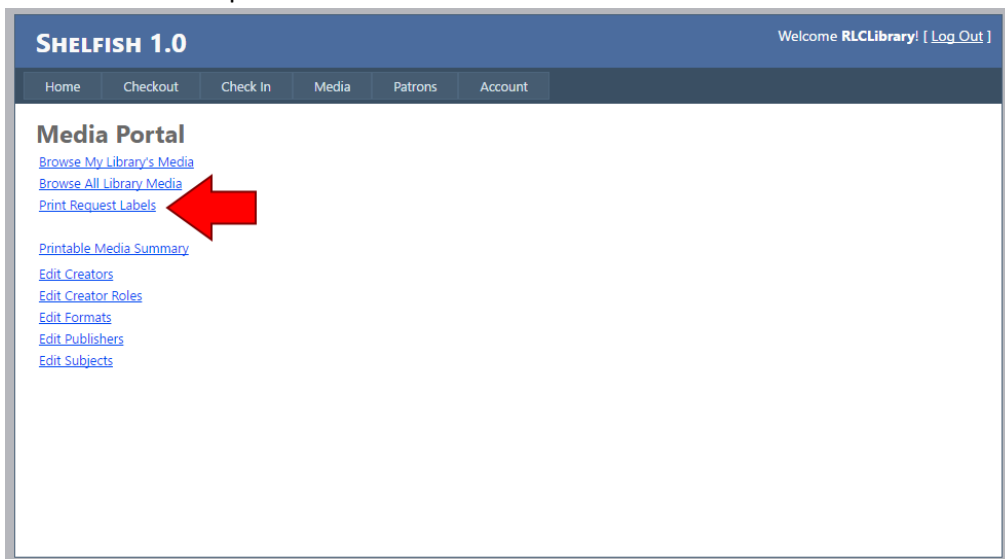 SHELFISH 1.0
Welcome RLCLibrary! [ Log Out ]
Home Checkout Check In Media Patrons Account
Media Portal
Browse My Library's Media
Browse All Library Media
Print Request Labels
Printable Media Summary
Edit Creators
Edit Creator Roles
Edit Formats
Edit Publishers
Edit Subjects